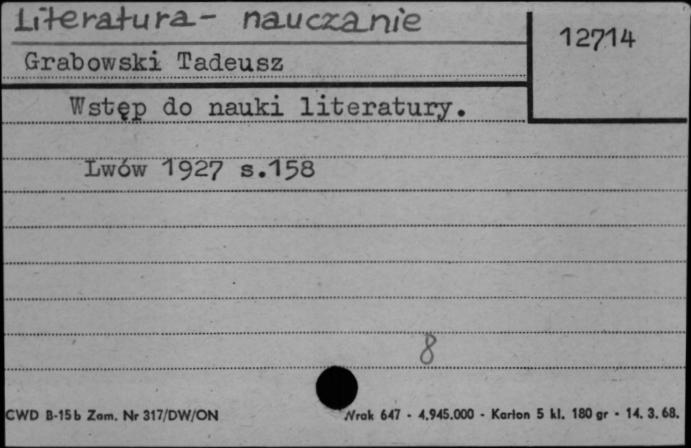 Literatura - nauczanie
12714
Grabowski Tadeusz
Wstęp do nauki literatury.
Lwów 1927 s.158
8
CWD B-15b Zam. Nr 317/DW/ON
Nrak 647 - 4.945.000 - Karton 5 kl. 180 gr - 14. 3. 68.